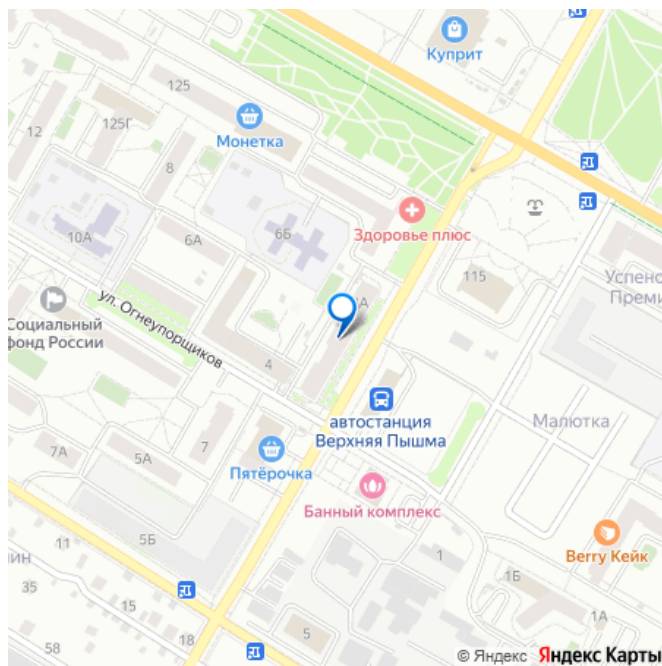 Куприт
125
Монетка
125Г
12
8
Здоровье плюс
6Б
10А
6А
115
Успенс
Преми
Социальный
фонд России
ул. Огнеупорщиков
4
автостанция
Верхняя Пышма
Малютка
7
7А
5А
Пятёрочка
Банный комплекс
5Б
11
ин
Berry Кейк
1
1Б
35
15
1А
18
5
58
© Яндекс Яндекс Карты